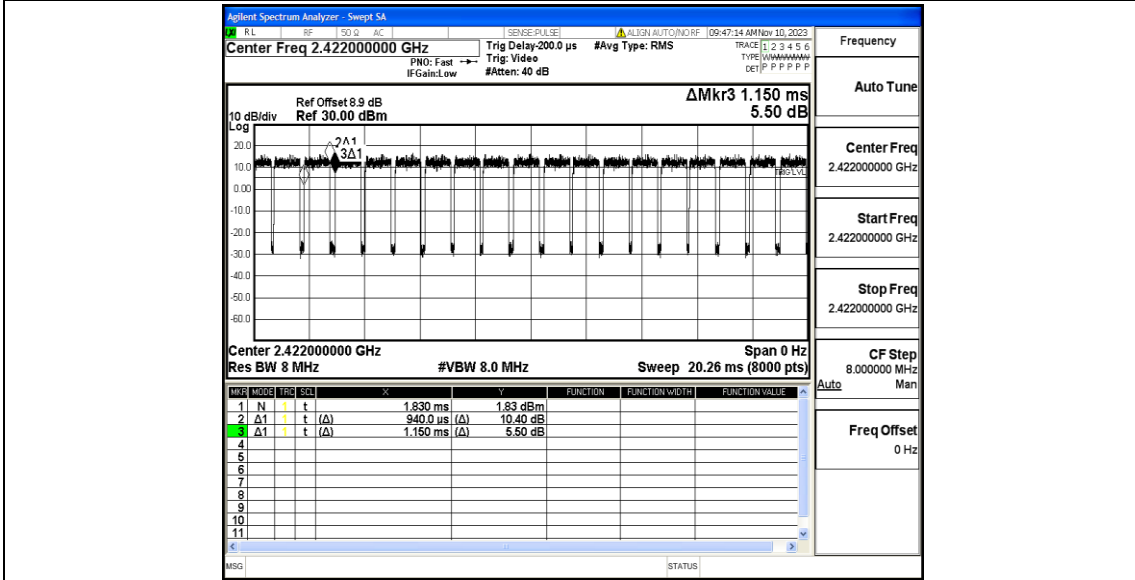 Agilent Spectrum Analyzer - Swept SA
RL RF 50 Ω AC SENSE:PULSE ALIGN AUTO/NO RF 09:47:14 AM Nov 10, 2023
Center Freq 2.422000000 GHz
PNO: Fast
IFGain:Low
Trig Delay-200.0 µs
Trig: Video
#Atten: 40 dB
#Avg Type: RMS
TRACE 1 2 3 4 5 6
TYPE
DET P P P P P P
Ref Offset 8.9 dB
10 dB/div Ref 30.00 dBm
Log
ΔMkr3 1.150 ms
5.50 dB
20.0
10.0
0.00
-10.0
-20.0
-30.0
-40.0
-50.0
-60.0
2Δ1
3Δ1
TRIG LVL
Center 2.422000000 GHz Span 0 Hz
Res BW 8 MHz #VBW 8.0 MHz Sweep 20.26 ms (8000 pts)
MKR MODE TRC SCL X Y FUNCTION FUNCTION WIDTH FUNCTION VALUE
1 N 1 t 1.830 ms 1.83 dBm
2 Δ1 1 t (Δ) 940.0 µs (Δ) 10.40 dB
3 Δ1 1 t (Δ) 1.150 ms (Δ) 5.50 dB
4
5
6
7
8
9
10
11
MSG STATUS
Frequency
Auto Tune
Center Freq
2.422000000 GHz
Start Freq
2.422000000 GHz
Stop Freq
2.422000000 GHz
CF Step
8.000000 MHz
Auto Man
Freq Offset
0 Hz